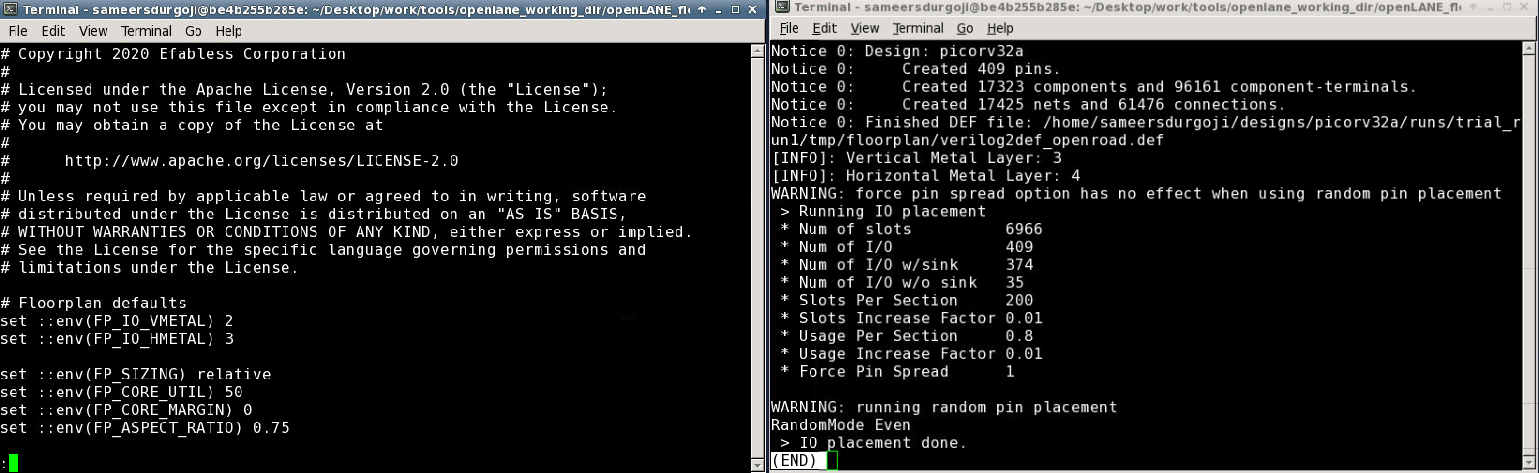 Terminal - sameersdurgoji@be4b255b285e: ~/Desktop/work/tools/openlane_working_dir/openLANE_flo
File Edit View Terminal Go Help
# Copyright 2020 Efabless Corporation
#
# Licensed under the Apache License, Version 2.0 (the "License");
# you may not use this file except in compliance with the License.
# You may obtain a copy of the License at
#
#      http://www.apache.org/licenses/LICENSE-2.0
#
# Unless required by applicable law or agreed to in writing, software
# distributed under the License is distributed on an "AS IS" BASIS,
# WITHOUT WARRANTIES OR CONDITIONS OF ANY KIND, either express or implied.
# See the License for the specific language governing permissions and
# limitations under the License.
# Floorplan defaults
set ::env(FP_IO_VMETAL) 2
set ::env(FP_IO_HMETAL) 3
set ::env(FP_SIZING) relative
set ::env(FP_CORE_UTIL) 50
set ::env(FP_CORE_MARGIN) 0
set ::env(FP_ASPECT_RATIO) 0.75
:
Terminal - sameersdurgoji@be4b255b285e: ~/Desktop/work/tools/openlane_working_dir/openLANE_flo
File Edit View Terminal Go Help
Notice 0: Design: picorv32a
Notice 0:     Created 409 pins.
Notice 0:     Created 17323 components and 96161 component-terminals.
Notice 0:     Created 17425 nets and 61476 connections.
Notice 0: Finished DEF file: /home/sameersdurgoji/designs/picorv32a/runs/trial_r
un1/tmp/floorplan/verilog2def_openroad.def
[INFO]: Vertical Metal Layer: 3
[INFO]: Horizontal Metal Layer: 4
WARNING: force pin spread option has no effect when using random pin placement
 > Running IO placement
 * Num of slots          6966
 * Num of I/O            409
 * Num of I/O w/sink     374
 * Num of I/O w/o sink   35
 * Slots Per Section     200
 * Slots Increase Factor 0.01
 * Usage Per Section     0.8
 * Usage Increase Factor 0.01
 * Force Pin Spread      1
WARNING: running random pin placement
RandomMode Even
 > IO placement done.
(END)